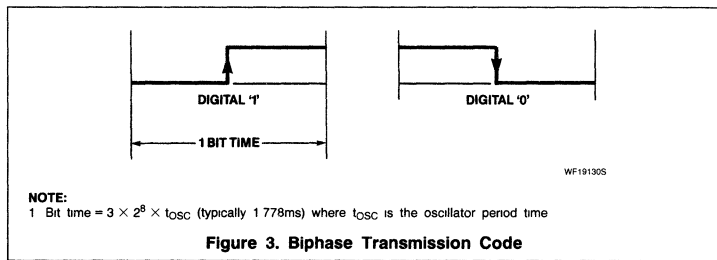 DIGITAL '1'
DIGITAL '0'
1 BIT TIME
WF19130S
NOTE:
1 Bit time = 3 × 2⁸ × tOSC (typically 1 778ms) where tOSC is the oscillator period time
Figure 3. Biphase Transmission Code